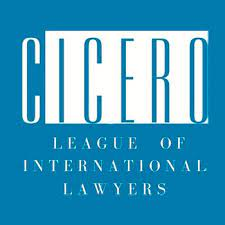 CICERO
LEAGUE OF
INTERNATIONAL
LAWYERS